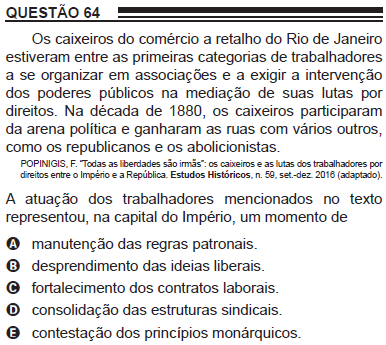 QUESTÃO 64
Os caixeiros do comércio a retalho do Rio de Janeiro
estiveram entre as primeiras categorias de trabalhadores
a se organizar em associações e a exigir a intervenção
dos poderes públicos na mediação de suas lutas por
direitos. Na década de 1880, os caixeiros participaram
da arena política e ganharam as ruas com vários outros,
como os republicanos e os abolicionistas.
POPINIGIS, F. "Todas as liberdades são irmãs": os caixeiros e as lutas dos trabalhadores por
direitos entre o Império e a República. Estudos Históricos, n. 59, set.-dez. 2016 (adaptado).
A atuação dos trabalhadores mencionados no texto
representou, na capital do Império, um momento de
A manutenção das regras patronais.
B desprendimento das ideias liberais.
C fortalecimento dos contratos laborais.
D consolidação das estruturas sindicais.
E contestação dos princípios monárquicos.